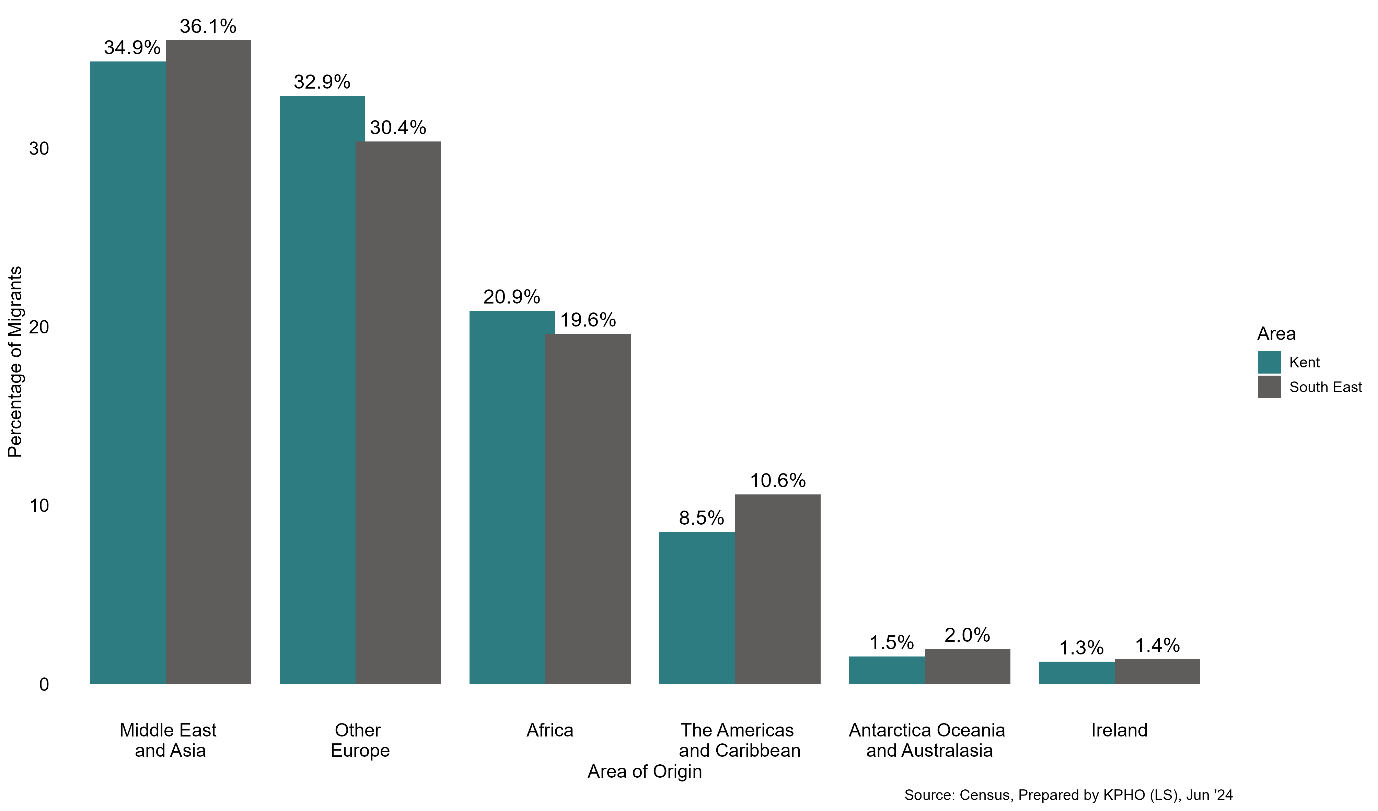 36.1%
34.9%
32.9%
30.4%
20.9%
19.6%
10.6%
8.5%
1.5%
2.0%
1.3%
1.4%
30
20
10
0
Percentage of Migrants
Area
Kent
South East
Middle East
and Asia
Other
Europe
Africa
The Americas
and Caribbean
Antarctica Oceania
and Australasia
Ireland
Area of Origin
Source: Census, Prepared by KPHO (LS), Jun '24